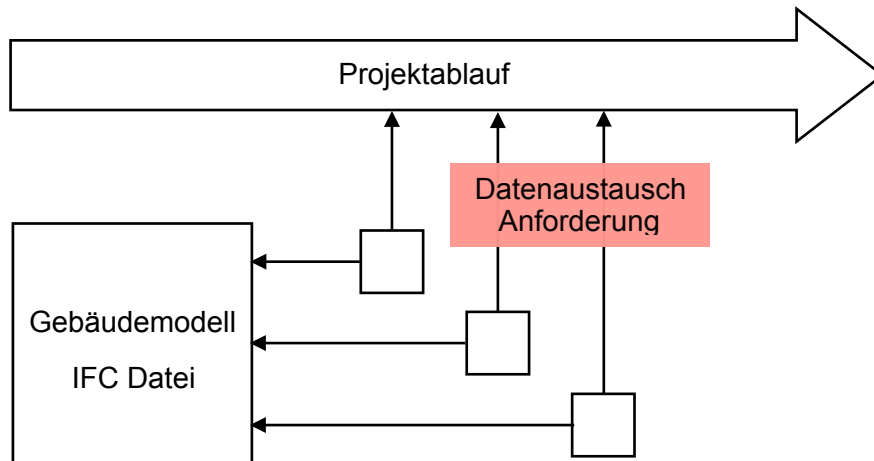 Projektablauf
Datenaustausch
Anforderung
Gebäudemodell
IFC Datei